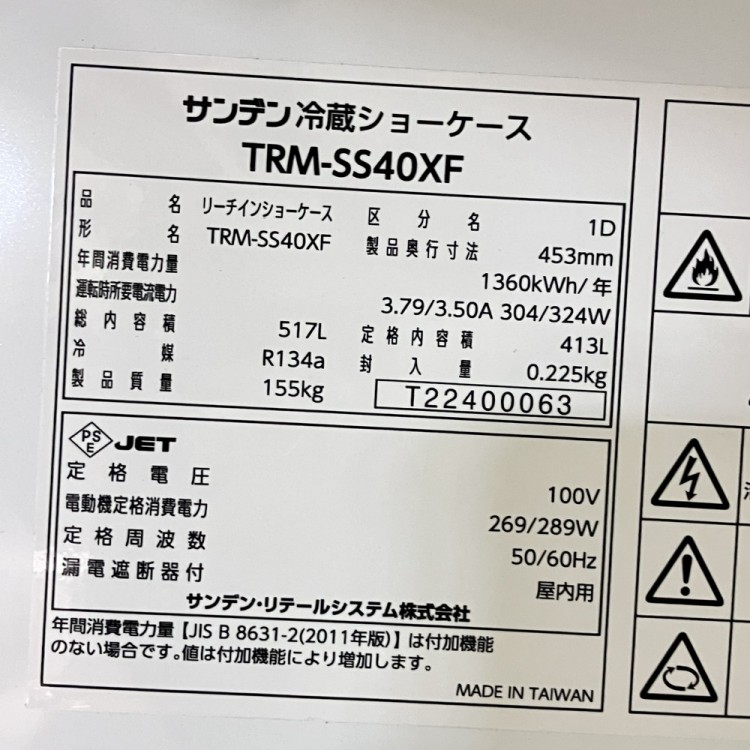 サンデン冷蔵ショーケース
TRM-SS40XF
品名 リーチインショーケース 区分名 1D
形名 TRM-SS40XF 製品奥行寸法 453mm
年間消費電力量 1360kWh/年
運転時所要電流電力 3.79/3.50A 304/324W
総内容積 517L 定格内容積 413L
冷媒 R134a 封入量 0.225kg
製品質量 155kg T22400063
PSE JET
定格電圧 100V
電動機定格消費電力 269/289W
定格周波数 50/60Hz
漏電遮断器付 屋内用
サンデン・リテールシステム株式会社
年間消費電力量【JIS B 8631-2(2011年版)】は付加機能
のない場合です。値は付加機能により増加します。
MADE IN TAIWAN